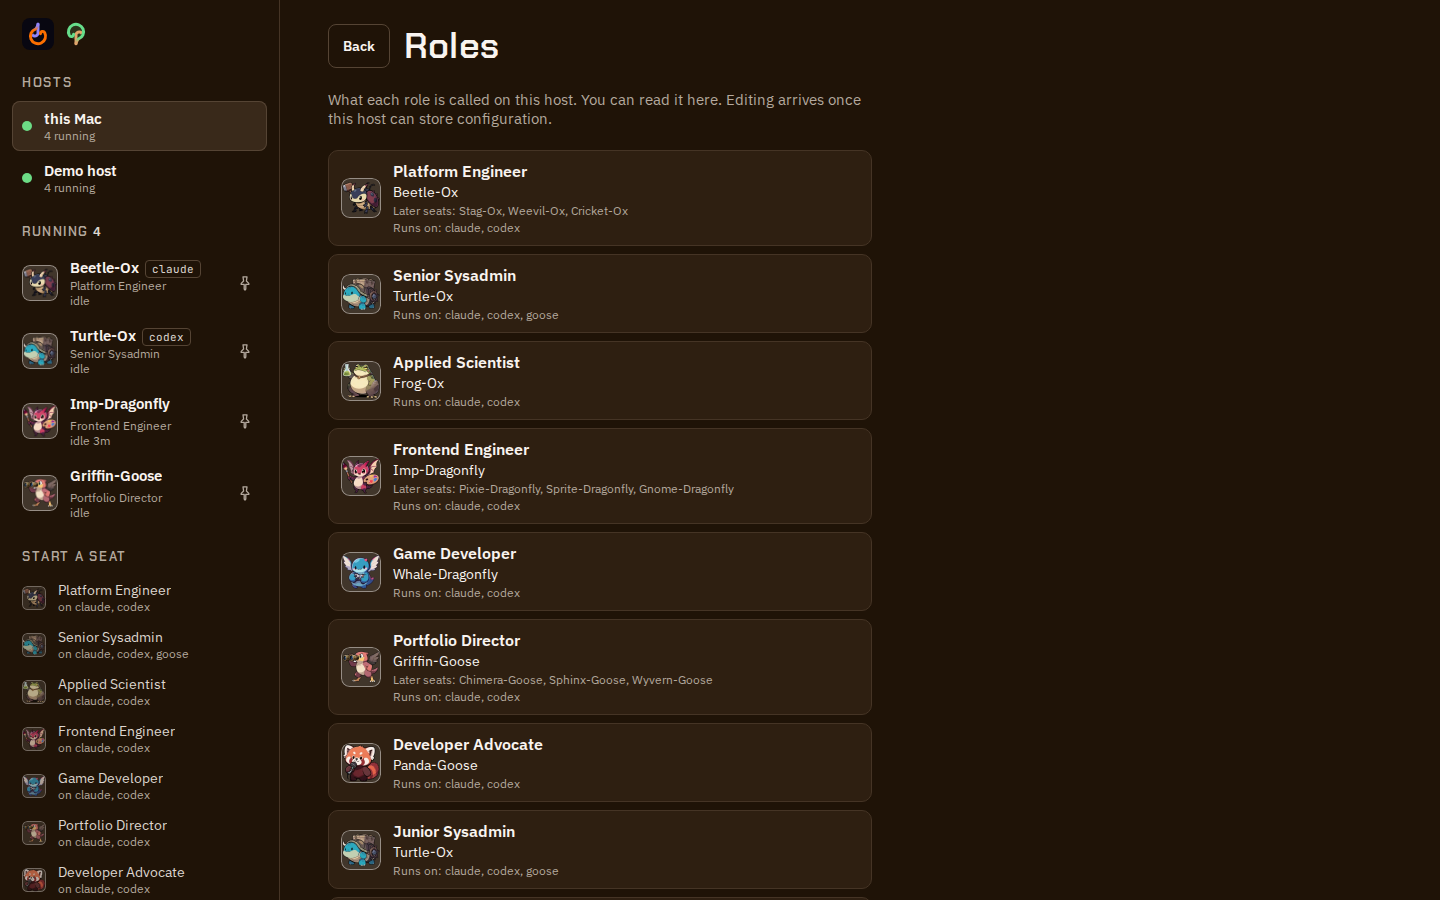 HOSTS
this Mac
4 running
Demo host
4 running
RUNNING 4
Beetle-Ox claude
Platform Engineer
idle
Turtle-Ox codex
Senior Sysadmin
idle
Imp-Dragonfly
Frontend Engineer
idle 3m
Griffin-Goose
Portfolio Director
idle
START A SEAT
Platform Engineer
on claude, codex
Senior Sysadmin
on claude, codex, goose
Applied Scientist
on claude, codex
Frontend Engineer
on claude, codex
Game Developer
on claude, codex
Portfolio Director
on claude, codex
Developer Advocate
on claude, codex
Back Roles
What each role is called on this host. You can read it here. Editing arrives once
this host can store configuration.
Platform Engineer
Beetle-Ox
Later seats: Stag-Ox, Weevil-Ox, Cricket-Ox
Runs on: claude, codex
Senior Sysadmin
Turtle-Ox
Runs on: claude, codex, goose
Applied Scientist
Frog-Ox
Runs on: claude, codex
Frontend Engineer
Imp-Dragonfly
Later seats: Pixie-Dragonfly, Sprite-Dragonfly, Gnome-Dragonfly
Runs on: claude, codex
Game Developer
Whale-Dragonfly
Runs on: claude, codex
Portfolio Director
Griffin-Goose
Later seats: Chimera-Goose, Sphinx-Goose, Wyvern-Goose
Runs on: claude, codex
Developer Advocate
Panda-Goose
Runs on: claude, codex
Junior Sysadmin
Turtle-Ox
Runs on: claude, codex, goose